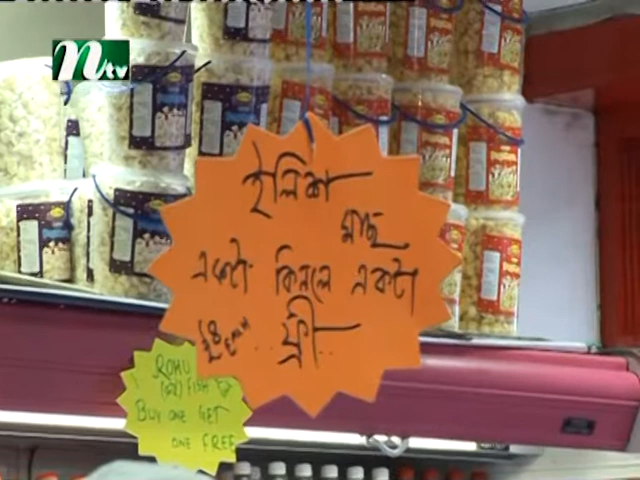 ntv
ইলিশ
মাছ
একটা কিনলে একটা
ফ্রী
ROHU
FISH
BUY ONE GET
ONE FREE